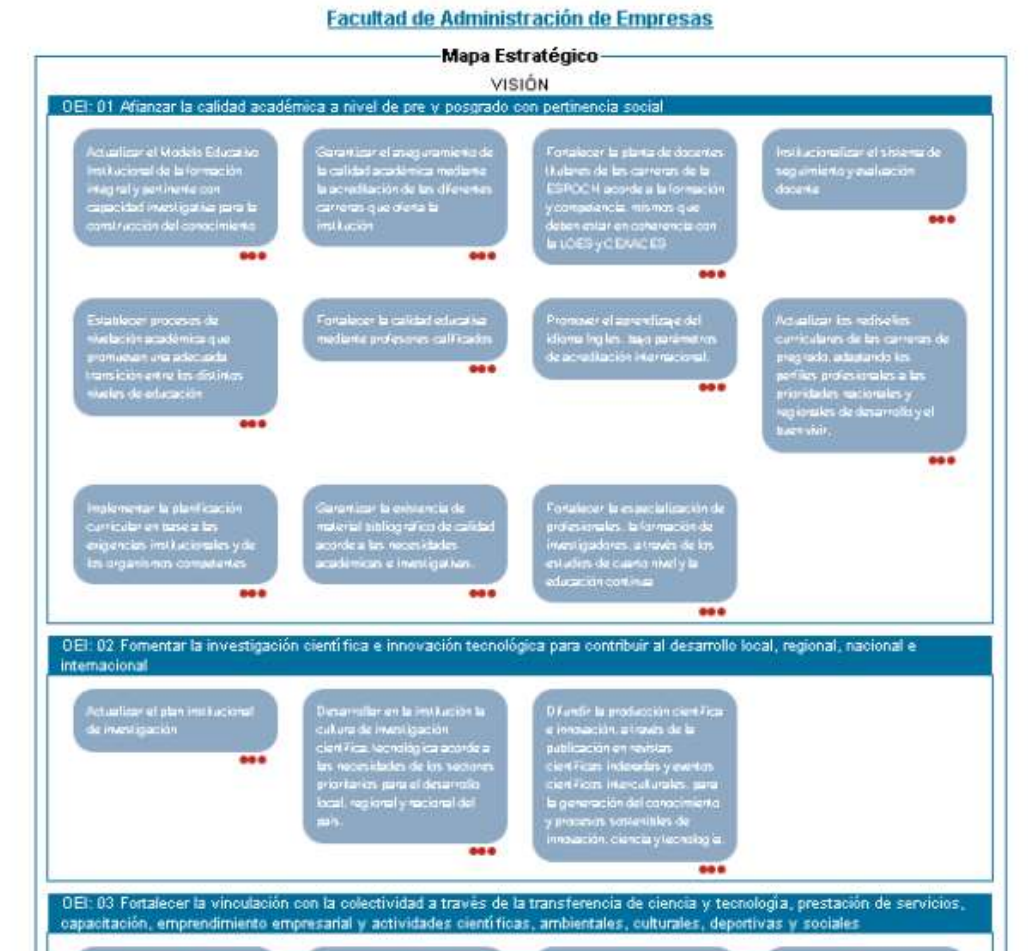 Facultad de Administración de Empresas
Mapa Estratégico
VISIÓN
OEI: 01 Afianzar la calidad académica a nivel de pre y posgrado con pertinencia social
Actualizar el Modelo Educativo
Institucional de la formación
integral y pertinente con
capacidad investigativa para la
construcción del conocimiento
Garantizar el aseguramiento de
la calidad académica mediante
la acreditación de las diferentes
carreras que oferta la
institución
Fortalecer la planta de docentes
titulares de las carreras de la
ESPOCH acorde a la formación
y competencia, mismos que
deben estar en coherencia con
la LOES y CEAACES
Institucionalizar el sistema de
seguimiento y evaluación
docente
Establecer procesos de
nivelación académica que
promuevan una adecuada
transición entre los distintos
niveles de educación
Fortalecer la calidad educativa
mediante profesores calificados
Promover el aprendizaje del
idioma Ingles, bajo parámetros
de acreditación internacional.
Actualizar los rediseños
curriculares de las carreras de
pregrado, adaptando los
perfiles profesionales a las
prioridades nacionales y
regionales de desarrollo y el
buen vivir.
Implementar la planificación
curricular en base a las
exigencias institucionales y de
los organismos competentes
Garantizar la existencia de
material bibliográfico de calidad
acorde a las necesidades
académicas e investigativas.
Fortalecer la especialización de
profesionales, la formación de
investigadores, a través de los
estudios de cuarto nivel y la
educación continua
OEI: 02 Fomentar la investigación científica e innovación tecnológica para contribuir al desarrollo local, regional, nacional e
internacional
Actualizar el plan institucional
de investigación
Desarrollar en la institución la
cultura de investigación
científica, tecnológica acorde a
las necesidades de los sectores
prioritarios para el desarrollo
local, regional y nacional del
país.
Difundir la producción científica
e innovación, a través de la
publicación en revistas
científicas indexadas y eventos
científicos interculturales, para
la generación del conocimiento
y procesos sostenibles de
innovación, ciencia y tecnología.
OEI: 03 Fortalecer la vinculación con la colectividad a través de la transferencia de ciencia y tecnología, prestación de servicios,
capacitación, emprendimiento empresarial y actividades científicas, ambientales, culturales, deportivas y sociales